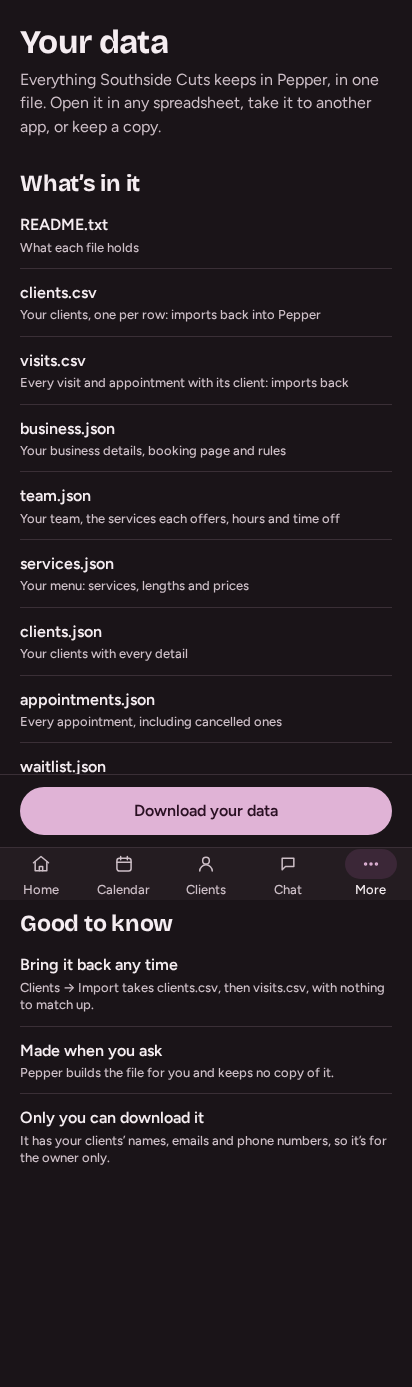 Your data
Everything Southside Cuts keeps in Pepper, in one
file. Open it in any spreadsheet, take it to another
app, or keep a copy.
What's in it
README.txt
What each file holds
clients.csv
Your clients, one per row: imports back into Pepper
visits.csv
Every visit and appointment with its client: imports back
business.json
Your business details, booking page and rules
team.json
Your team, the services each offers, hours and time off
services.json
Your menu: services, lengths and prices
clients.json
Your clients with every detail
appointments.json
Every appointment, including cancelled ones
waitlist.json
Download your data
Home Calendar Clients Chat More
Good to know
Bring it back any time
Clients → Import takes clients.csv, then visits.csv, with nothing
to match up.
Made when you ask
Pepper builds the file for you and keeps no copy of it.
Only you can download it
It has your clients’ names, emails and phone numbers, so it’s for
the owner only.